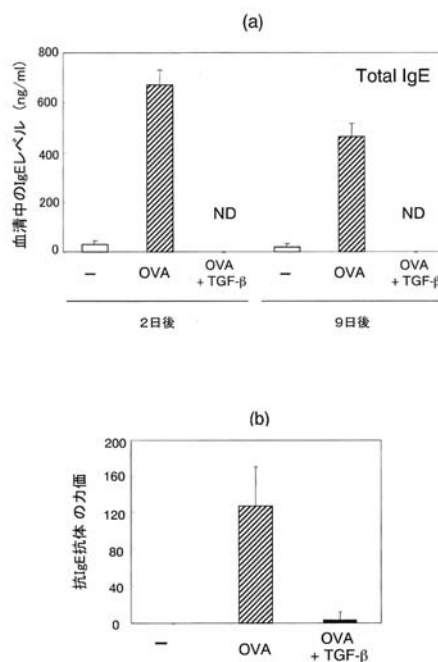 (a)
800
600
400
200
0
血清中のIgEレベル (ng/ml)
Total IgE
ND
ND
— OVA OVA + TGF-β — OVA OVA + TGF-β
2日後 9日後
(b)
200
160
120
80
40
0
抗IgE抗体 の力価
— OVA OVA + TGF-β